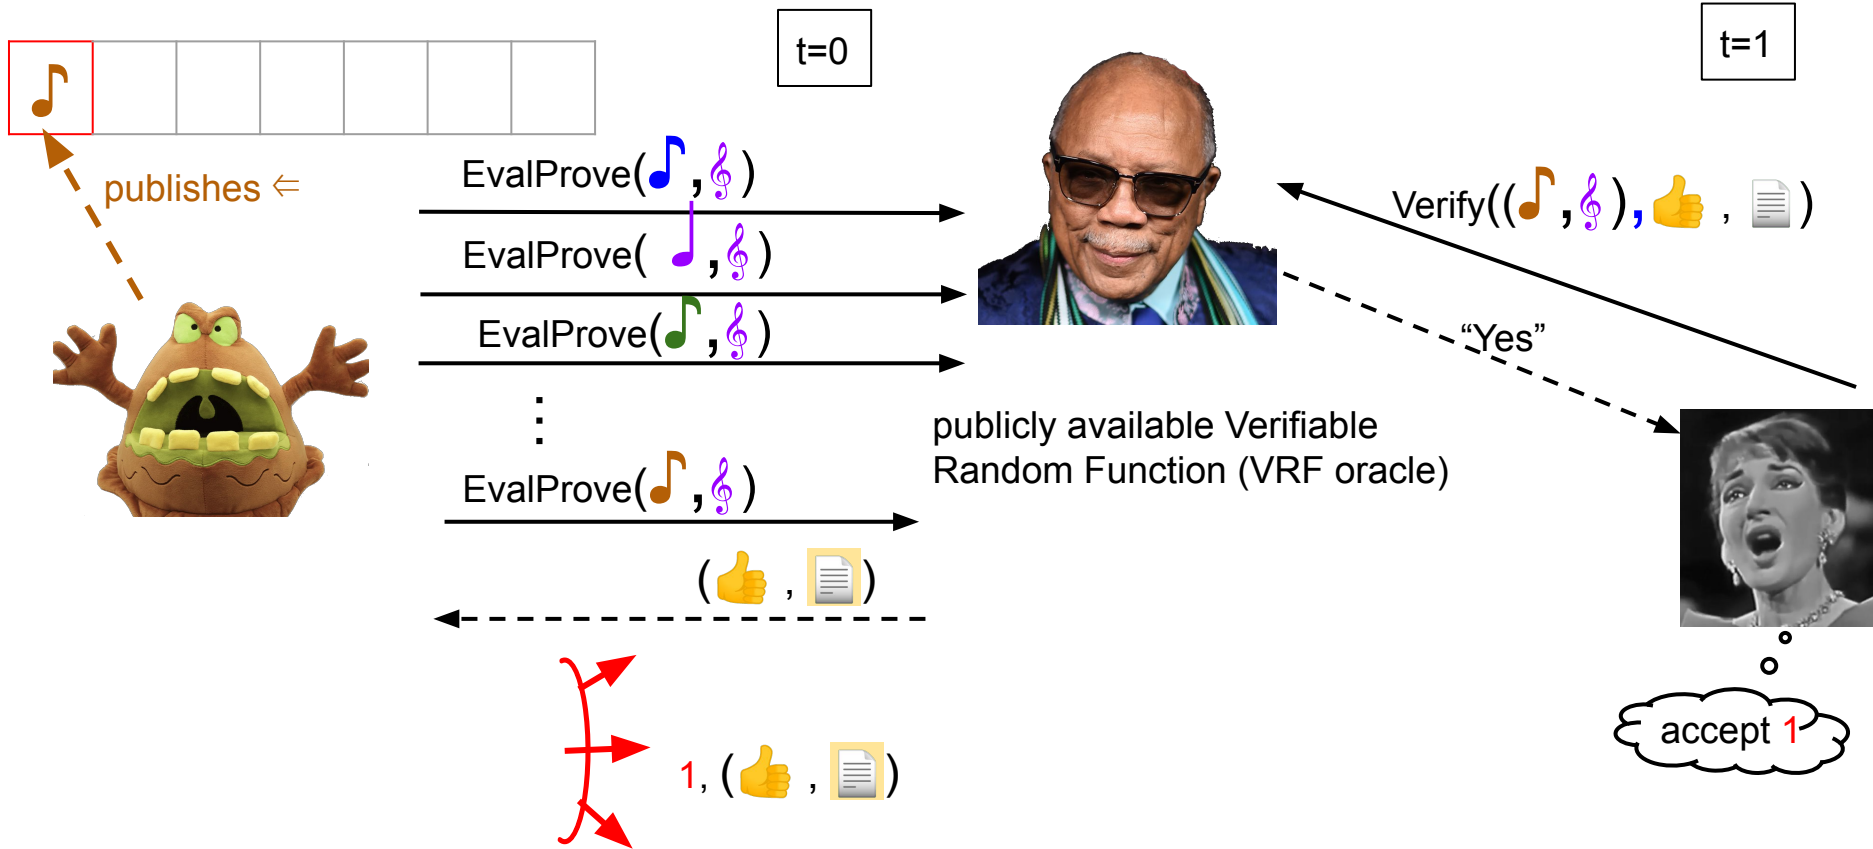 t=0
t=1
publishes ⇐
EvalProve( , )
Verify(( , ), , )
EvalProve( , )
EvalProve( , )
“Yes”
⋮
publicly available Verifiable
Random Function (VRF oracle)
EvalProve( , )
( , )
accept 1
1, ( , )